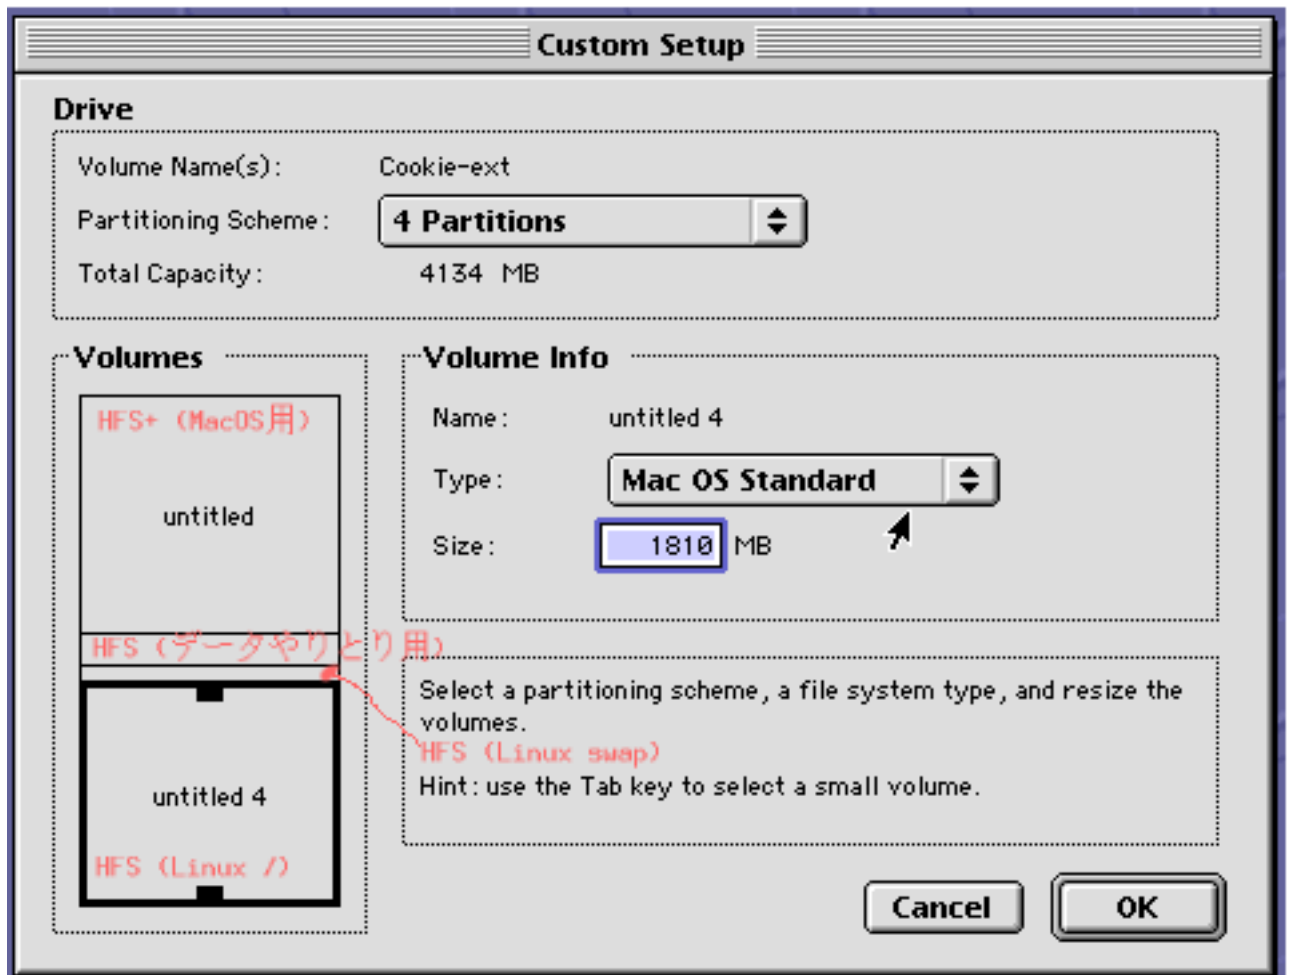 Custom Setup
Drive
Volume Name(s): Cookie-ext
Partitioning Scheme: 4 Partitions
Total Capacity: 4134 MB
Volumes
HFS+ (MacOS用)
untitled
HFS (データやりとり用)
untitled 4
HFS (Linux /)
Volume Info
Name: untitled 4
Type: Mac OS Standard
Size: 1810 MB
Select a partitioning scheme, a file system type, and resize the
volumes.
HFS (Linux swap)
Hint: use the Tab key to select a small volume.
Cancel OK